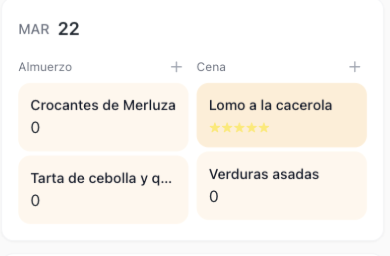 MAR 22
Almuerzo +
Crocantes de Merluza
0
Tarta de cebolla y q...
0
Cena +
Lomo a la cacerola
★★★★★
Verduras asadas
0